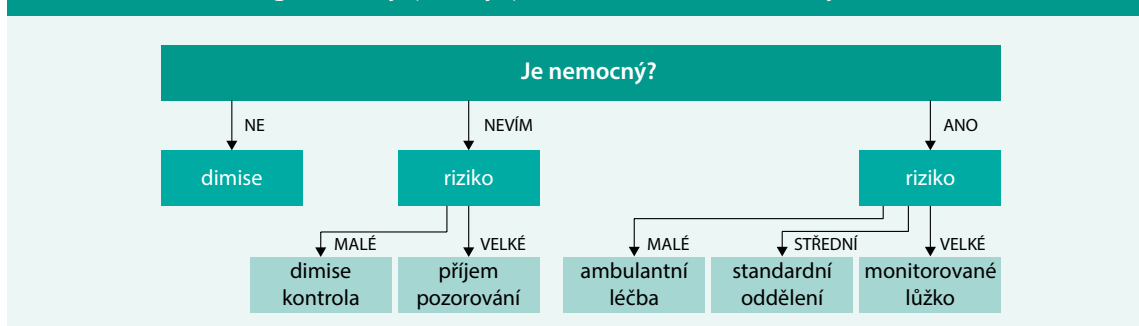 Je nemocný?
NE
NEVÍM
ANO
dimise
riziko
riziko
MALÉ
VELKÉ
MALÉ
STŘEDNÍ
VELKÉ
dimise
kontrola
příjem
pozorování
ambulantní
léčba
standardní
oddělení
monitorované
lůžko